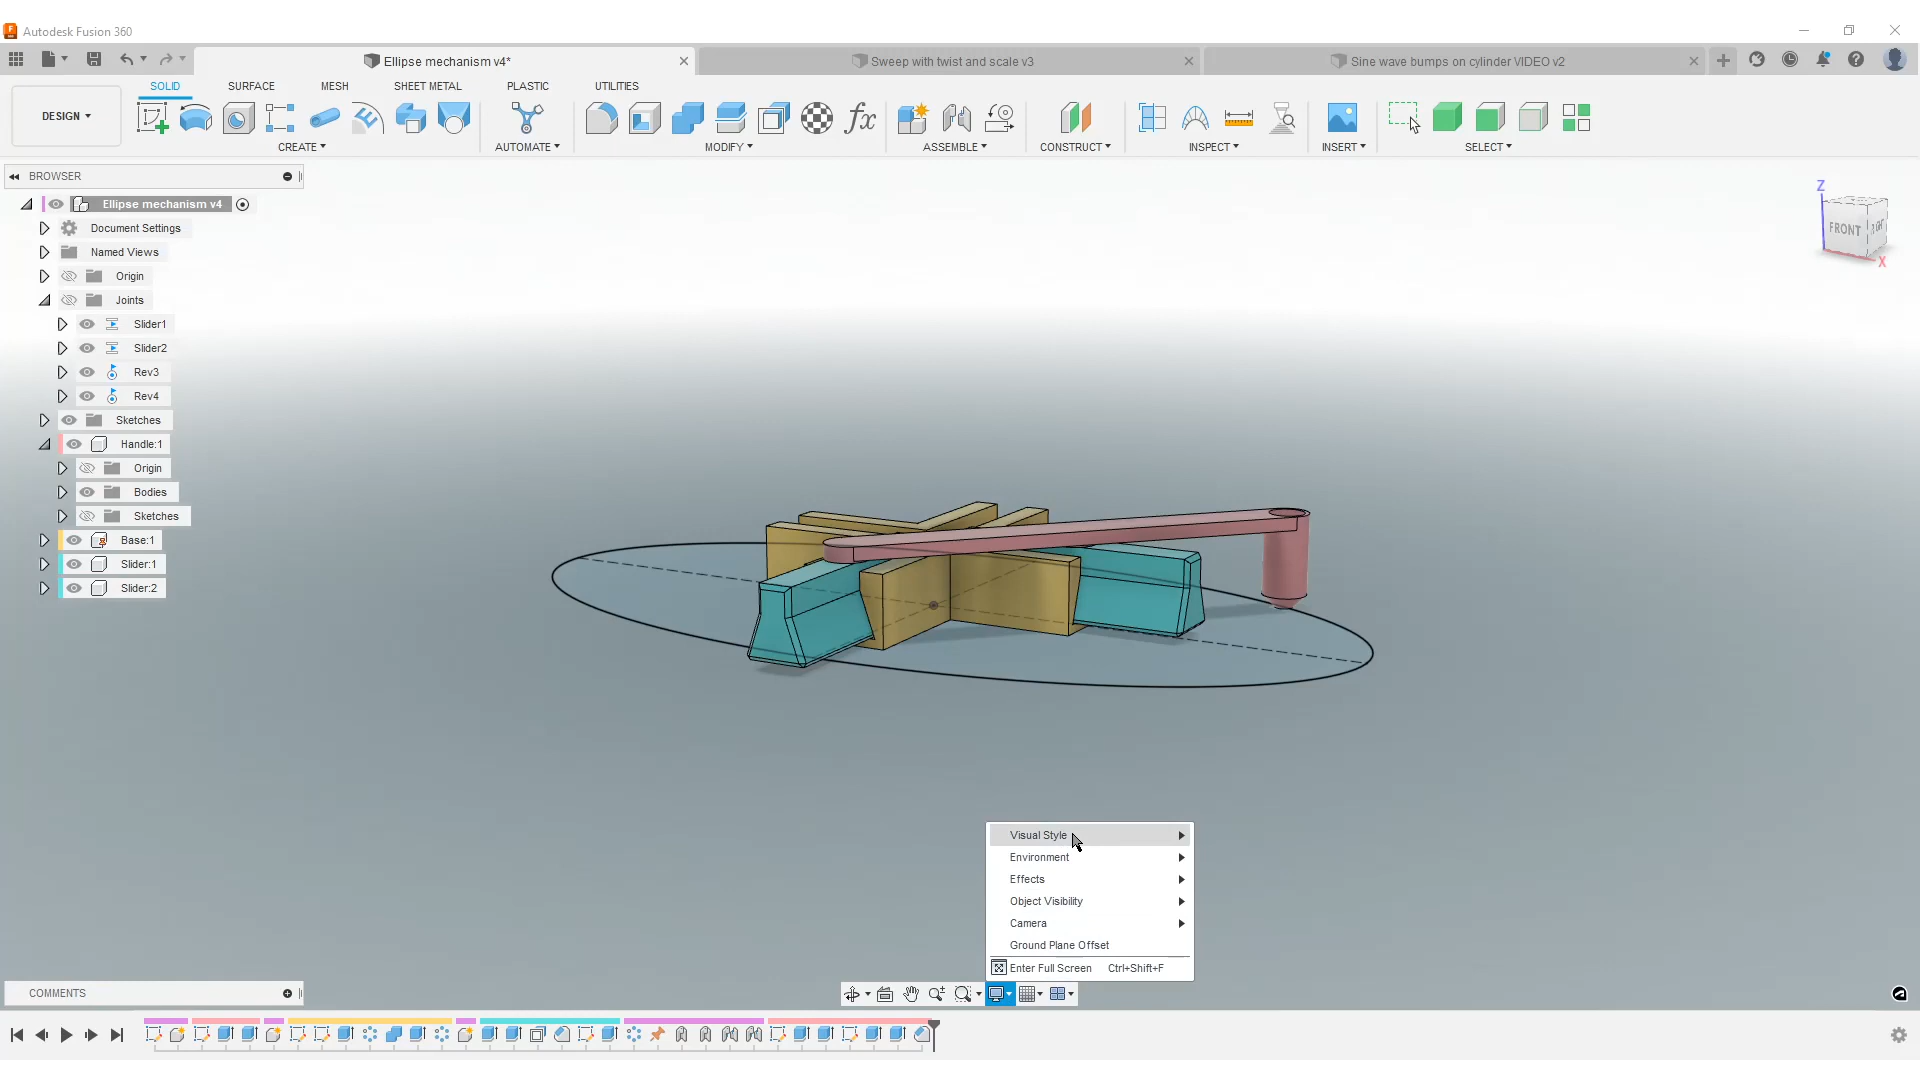 Autodesk Fusion 360
Ellipse mechanism v4*
Sweep with twist and scale v3
Sine wave bumps on cylinder VIDEO v2
SOLID
SURFACE
MESH
SHEET METAL
PLASTIC
UTILITIES
DESIGN
CREATE
AUTOMATE
MODIFY
ASSEMBLE
CONSTRUCT
INSPECT
INSERT
SELECT
BROWSER
Ellipse mechanism v4
Document Settings
Named Views
Origin
Joints
Slider1
Slider2
Rev3
Rev4
Sketches
Handle:1
Origin
Bodies
Sketches
Base:1
Slider:1
Slider:2
Z
FRONT
X
Visual Style
Environment
Effects
Object Visibility
Camera
Ground Plane Offset
Enter Full Screen Ctrl+Shift+F
COMMENTS